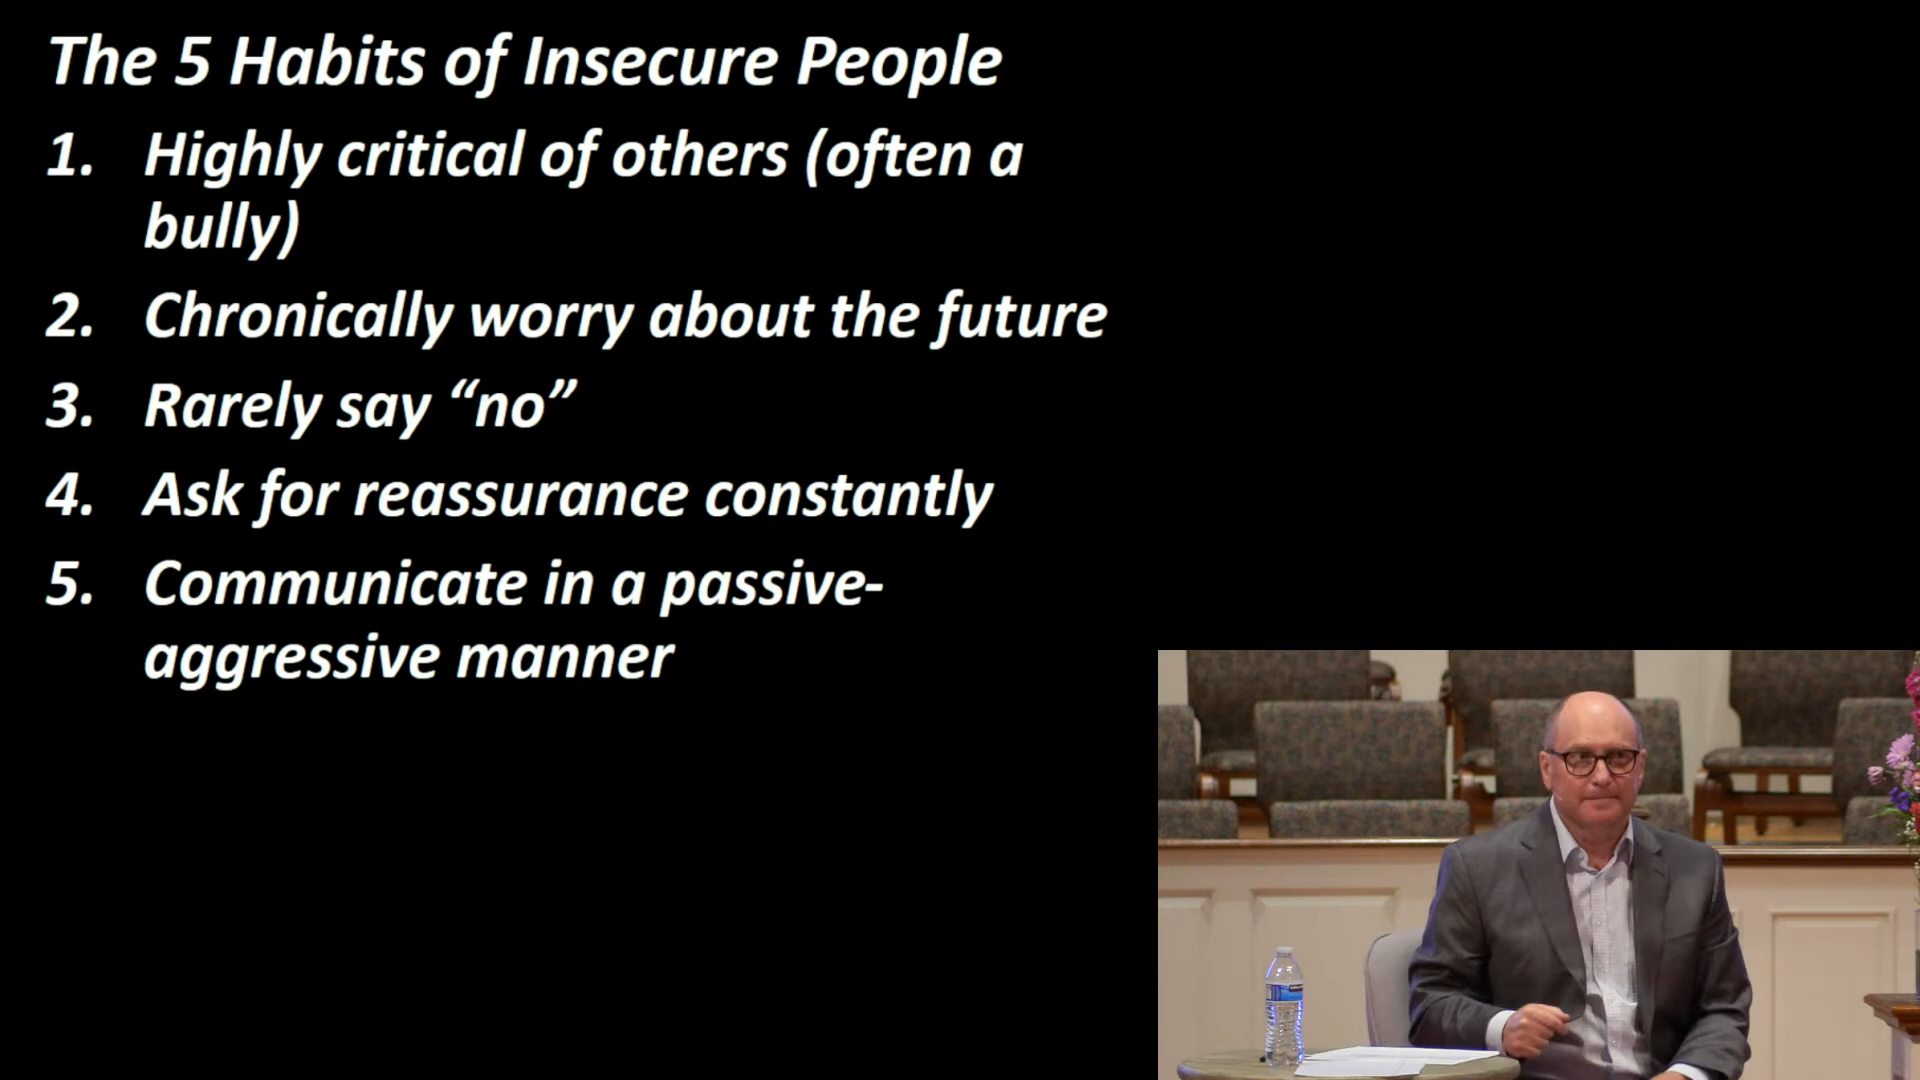 The 5 Habits of Insecure People
1. Highly critical of others (often a
bully)
2. Chronically worry about the future
3. Rarely say “no”
4. Ask for reassurance constantly
5. Communicate in a passive-
aggressive manner